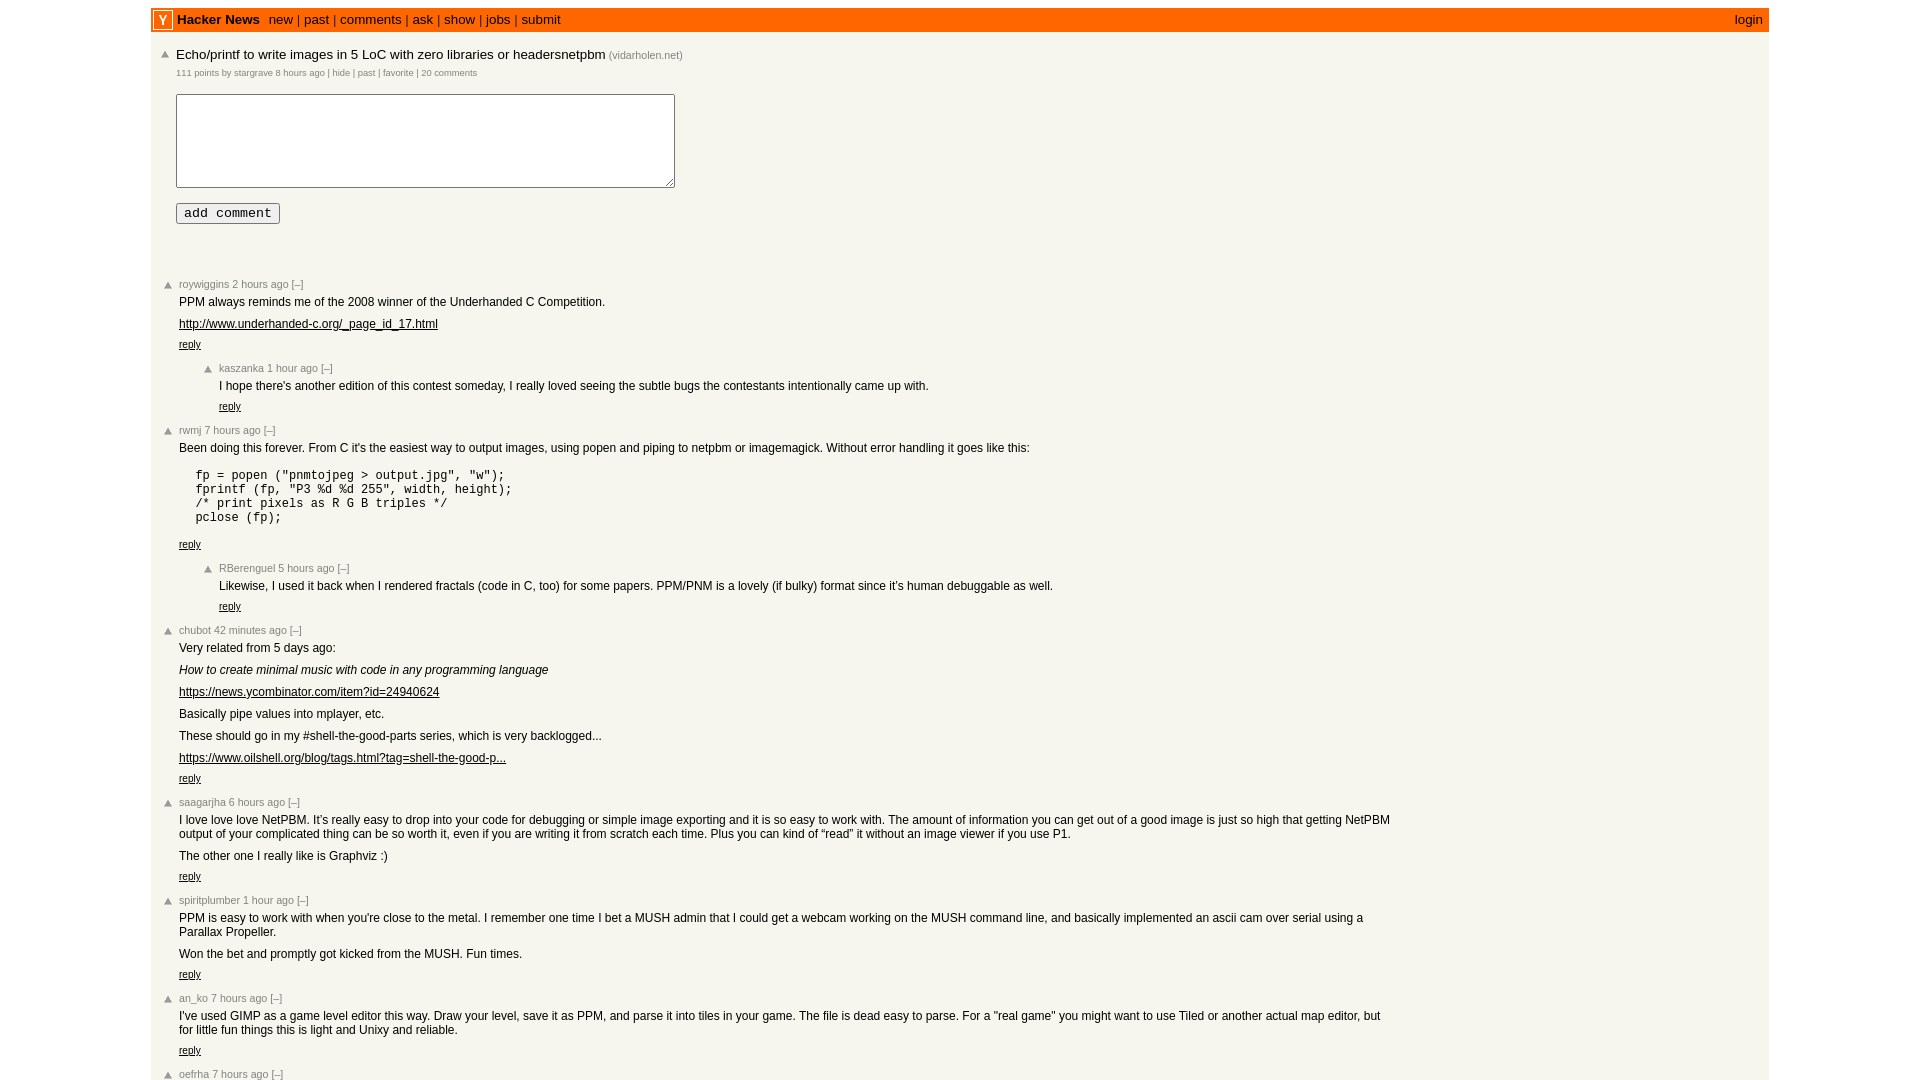 Y Hacker News new | past | comments | ask | show | jobs | submit login
Echo/printf to write images in 5 LoC with zero libraries or headersnetpbm (vidarholen.net)
111 points by stargrave 8 hours ago | hide | past | favorite | 20 comments
add comment
roywiggins 2 hours ago [–]
PPM always reminds me of the 2008 winner of the Underhanded C Competition.
http://www.underhanded-c.org/_page_id_17.html
reply
kaszanka 1 hour ago [–]
I hope there's another edition of this contest someday, I really loved seeing the subtle bugs the contestants intentionally came up with.
reply
rwmj 7 hours ago [–]
Been doing this forever. From C it's the easiest way to output images, using popen and piping to netpbm or imagemagick. Without error handling it goes like this:
fp = popen ("pnmtojpeg > output.jpg", "w");
fprintf (fp, "P3 %d %d 255", width, height);
/* print pixels as R G B triples */
pclose (fp);
reply
RBerenguel 5 hours ago [–]
Likewise, I used it back when I rendered fractals (code in C, too) for some papers. PPM/PNM is a lovely (if bulky) format since it's human debuggable as well.
reply
chubot 42 minutes ago [–]
Very related from 5 days ago:
How to create minimal music with code in any programming language
https://news.ycombinator.com/item?id=24940624
Basically pipe values into mplayer, etc.
These should go in my #shell-the-good-parts series, which is very backlogged...
https://www.oilshell.org/blog/tags.html?tag=shell-the-good-p...
reply
saagarjha 6 hours ago [–]
I love love love NetPBM. It’s really easy to drop into your code for debugging or simple image exporting and it is so easy to work with. The amount of information you can get out of a good image is just so high that getting NetPBM
output of your complicated thing can be so worth it, even if you are writing it from scratch each time. Plus you can kind of “read” it without an image viewer if you use P1.
The other one I really like is Graphviz :)
reply
spiritplumber 1 hour ago [–]
PPM is easy to work with when you're close to the metal. I remember one time I bet a MUSH admin that I could get a webcam working on the MUSH command line, and basically implemented an ascii cam over serial using a
Parallax Propeller.
Won the bet and promptly got kicked from the MUSH. Fun times.
reply
an_ko 7 hours ago [–]
I've used GIMP as a game level editor this way. Draw your level, save it as PPM, and parse it into tiles in your game. The file is dead easy to parse. For a "real game" you might want to use Tiled or another actual map editor, but
for little fun things this is light and Unixy and reliable.
reply
oefrha 7 hours ago [–]